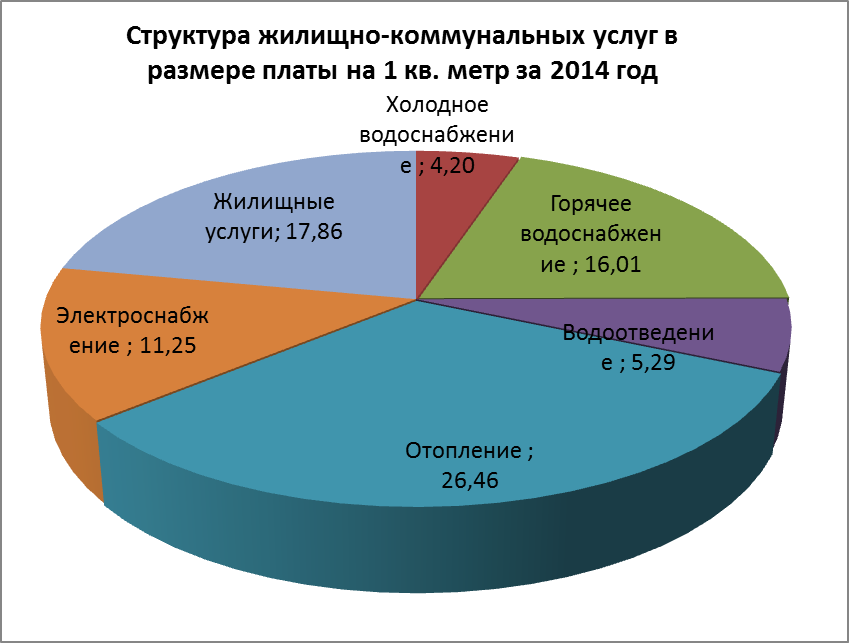 Структура жилищно-коммунальных услуг в
размере платы на 1 кв. метр за 2014 год
Холодное
водоснабжени
е ; 4,20
Горячее
водоснабжен
ие ; 16,01
Водоотведени
е ; 5,29
Отопление ;
26,46
Электроснабж
ение ; 11,25
Жилищные
услуги; 17,86